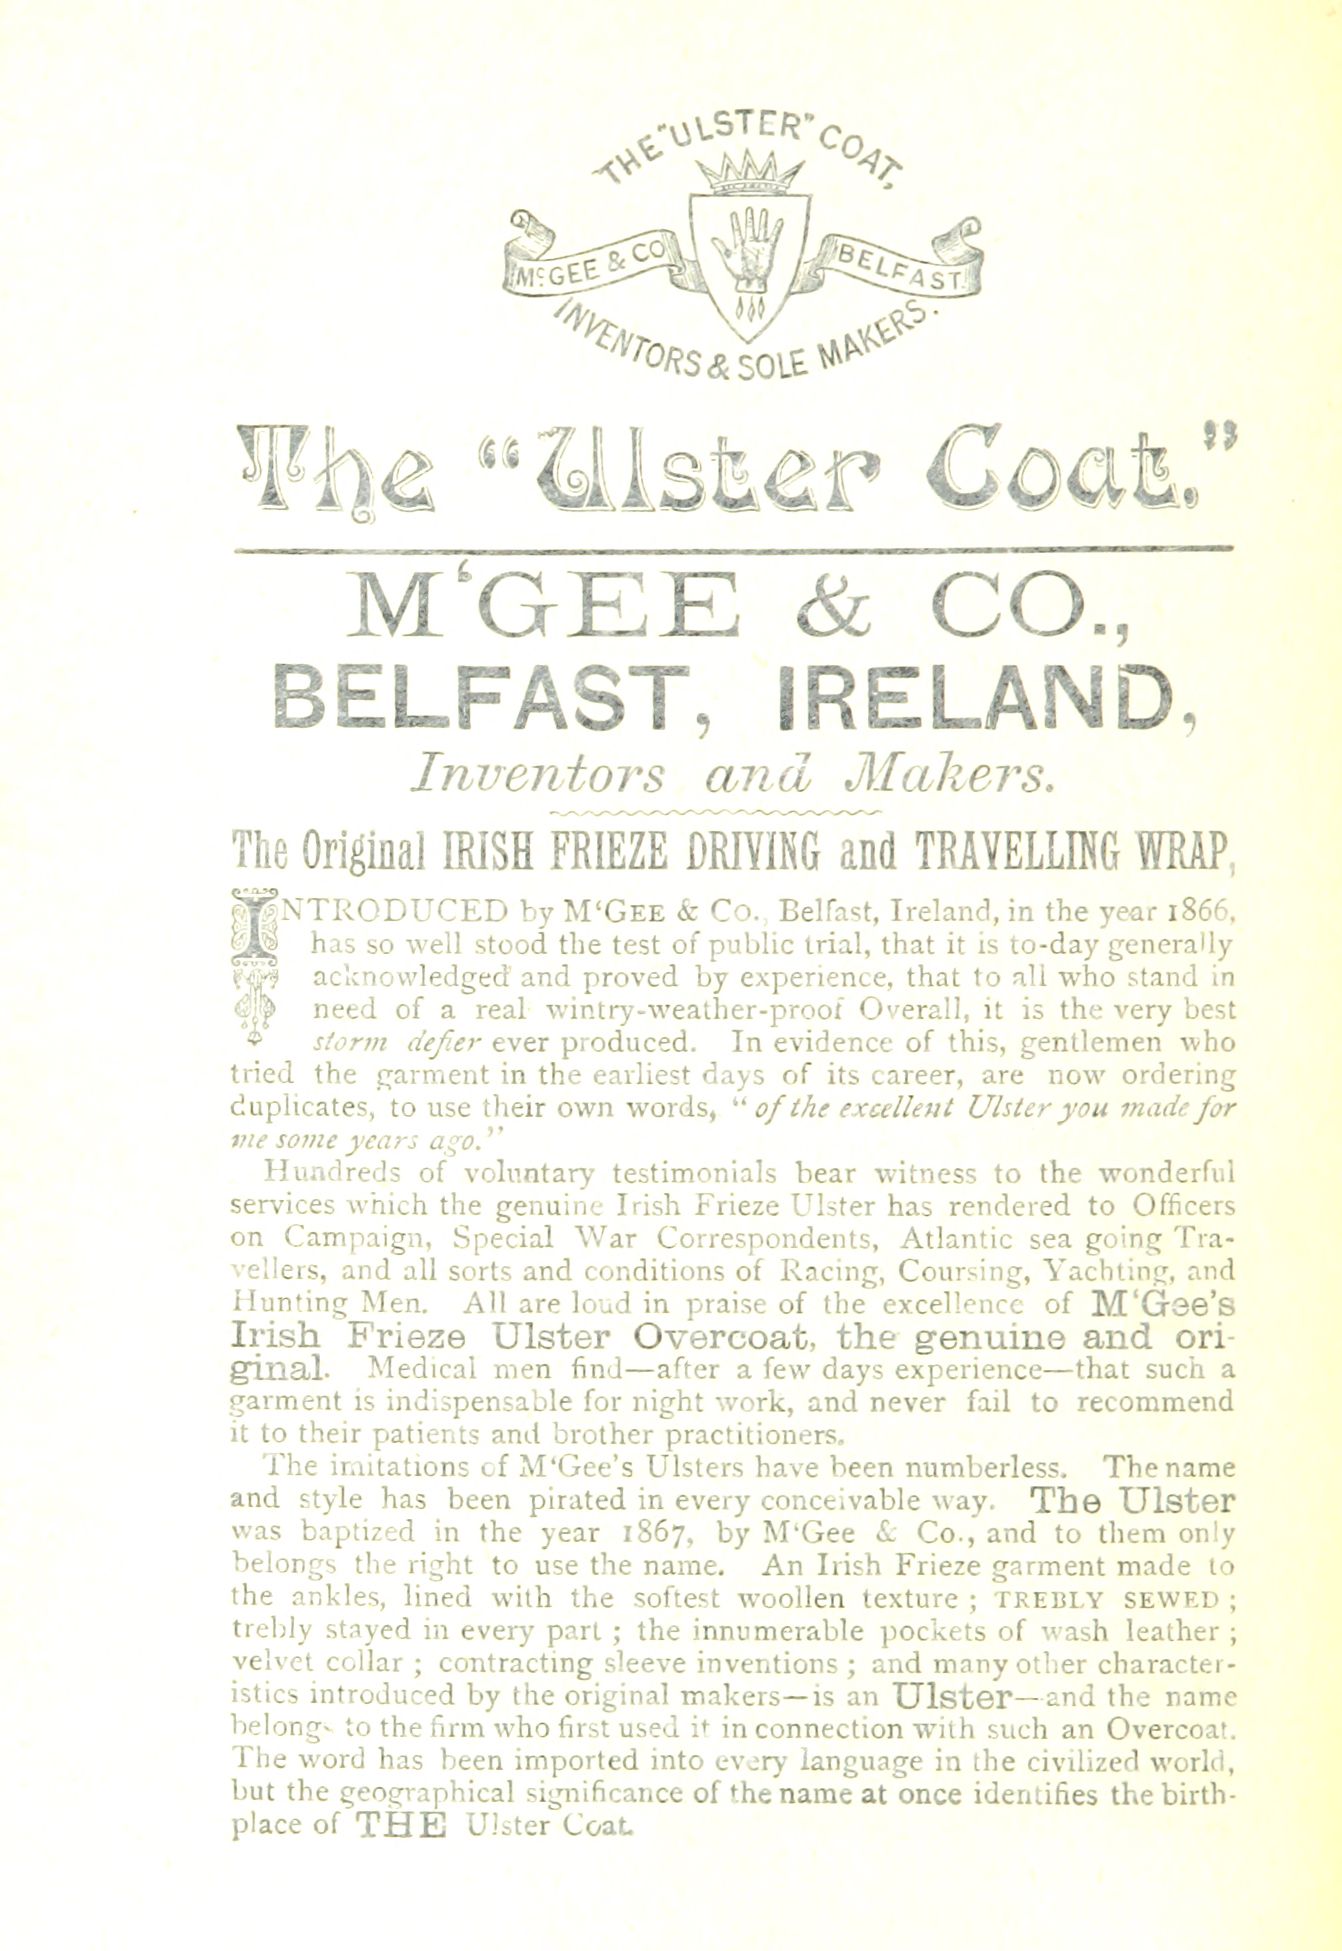 THE "ULSTER" COAT,
McGEE & CO
BELFAST.
INVENTORS & SOLE MAKERS.
The "Ulster Coat."
M'GEE & CO.,
BELFAST, IRELAND,
Inventors and Makers.
The Original IRISH FRIEZE DRIVING and TRAVELLING WRAP,
INTRODUCED by M‘GEE & Co., Belfast, Ireland, in the year 1866,
has so well stood the test of public trial, that it is to-day generally
acknowledged and proved by experience, that to all who stand in
need of a real wintry-weather-proof Overall, it is the very best
storm defier ever produced. In evidence of this, gentlemen who
tried the garment in the earliest days of its career, are now ordering
duplicates, to use their own words, "of the excellent Ulster you made for
me some years ago."
Hundreds of voluntary testimonials bear witness to the wonderful
services which the genuine Irish Frieze Ulster has rendered to Officers
on Campaign, Special War Correspondents, Atlantic sea going Tra-
vellers, and all sorts and conditions of Racing, Coursing, Yachting, and
Hunting Men. All are loud in praise of the excellence of M‘Gee's
Irish Frieze Ulster Overcoat, the genuine and ori-
ginal. Medical men find—after a few days experience—that such a
garment is indispensable for night work, and never fail to recommend
it to their patients and brother practitioners.
The imitations of M‘Gee's Ulsters have been numberless. The name
and style has been pirated in every conceivable way. The Ulster
was baptized in the year 1867, by M‘Gee & Co., and to them only
belongs the right to use the name. An Irish Frieze garment made to
the ankles, lined with the softest woollen texture ; TREBLY SEWED ;
trebly stayed in every part ; the innumerable pockets of wash leather ;
velvet collar ; contracting sleeve inventions ; and many other character-
istics introduced by the original makers—is an Ulster—and the name
belongs to the firm who first used it in connection with such an Overcoat.
The word has been imported into every language in the civilized world,
but the geographical significance of the name at once identifies the birth-
place of THE Ulster Coat.